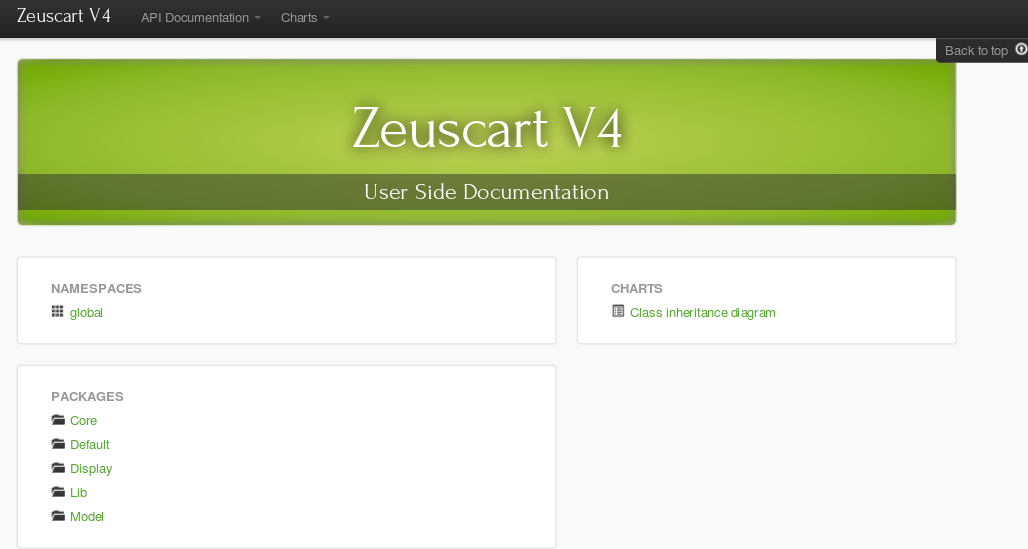 Zeuscart V4 API Documentation Charts
Back to top
Zeuscart V4
User Side Documentation
NAMESPACES
global
CHARTS
Class inheritance diagram
PACKAGES
Core
Default
Display
Lib
Model